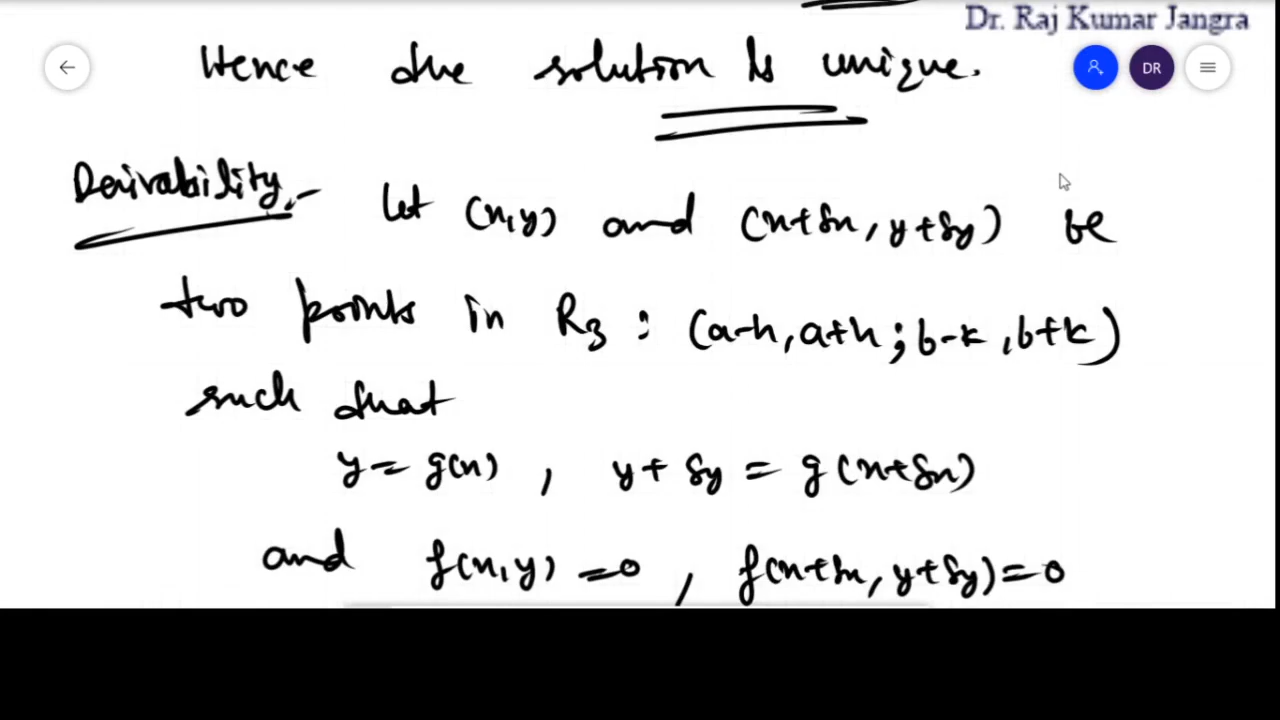 Dr. Raj Kumar Jangra
Hence the solution is unique.
DR
Derivability:- Let (x,y) and (x+δx, y+δy) be
two points in R₃ : (a-h, a+h ; b-k, b+k)
such that
y = g(x) , y+δy = g(x+δx)
and f(x,y) = 0 , f(x+δx, y+δy) = 0